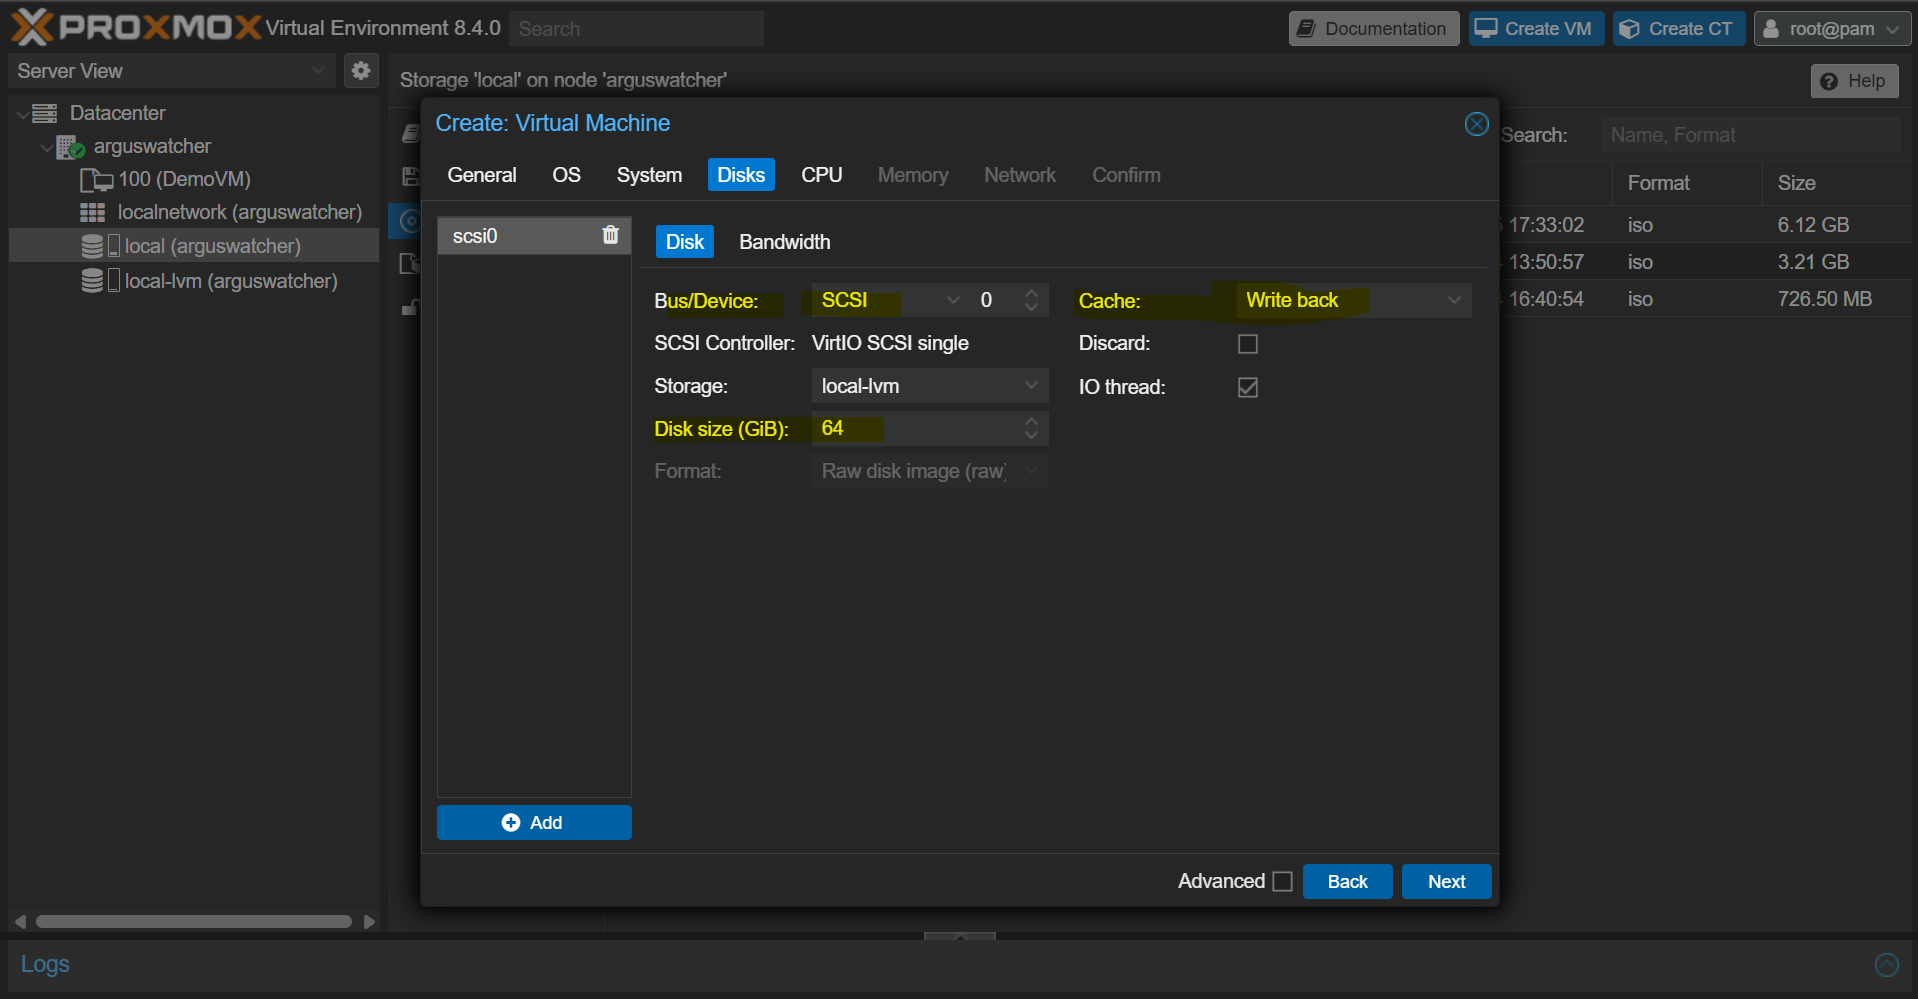 PROXMOX Virtual Environment 8.4.0 Search Documentation Create VM Create CT root@pam
Server View
Storage 'local' on node 'arguswatcher' Help
Datacenter
arguswatcher
100 (DemoVM)
localnetwork (arguswatcher)
local (arguswatcher)
local-lvm (arguswatcher)
Search: Name, Format
Format Size
17:33:02 iso 6.12 GB
13:50:57 iso 3.21 GB
16:40:54 iso 726.50 MB
Create: Virtual Machine
General OS System Disks CPU Memory Network Confirm
scsi0
Disk Bandwidth
Bus/Device: SCSI 0 Cache: Write back
SCSI Controller: VirtIO SCSI single Discard:
Storage: local-lvm IO thread:
Disk size (GiB): 64
Format: Raw disk image (raw)
Add
Advanced Back Next
Logs